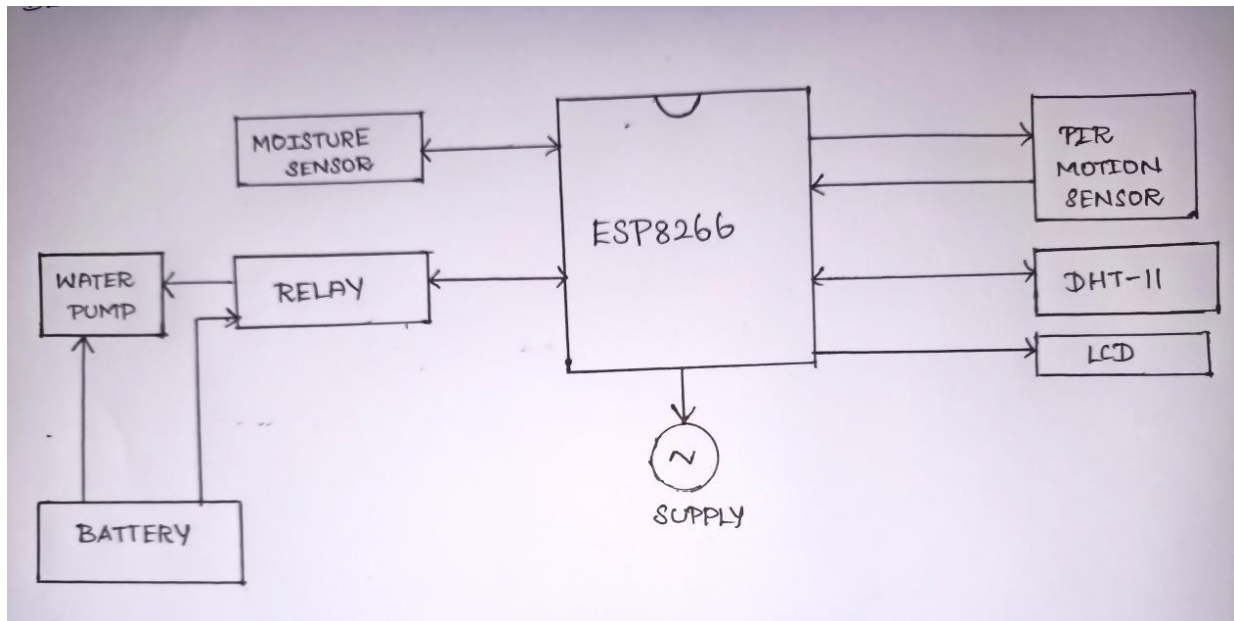 MOISTURE
SENSOR
ESP8266
PIR
MOTION
SENSOR
WATER
PUMP
RELAY
DHT-11
LCD
~
SUPPLY
BATTERY